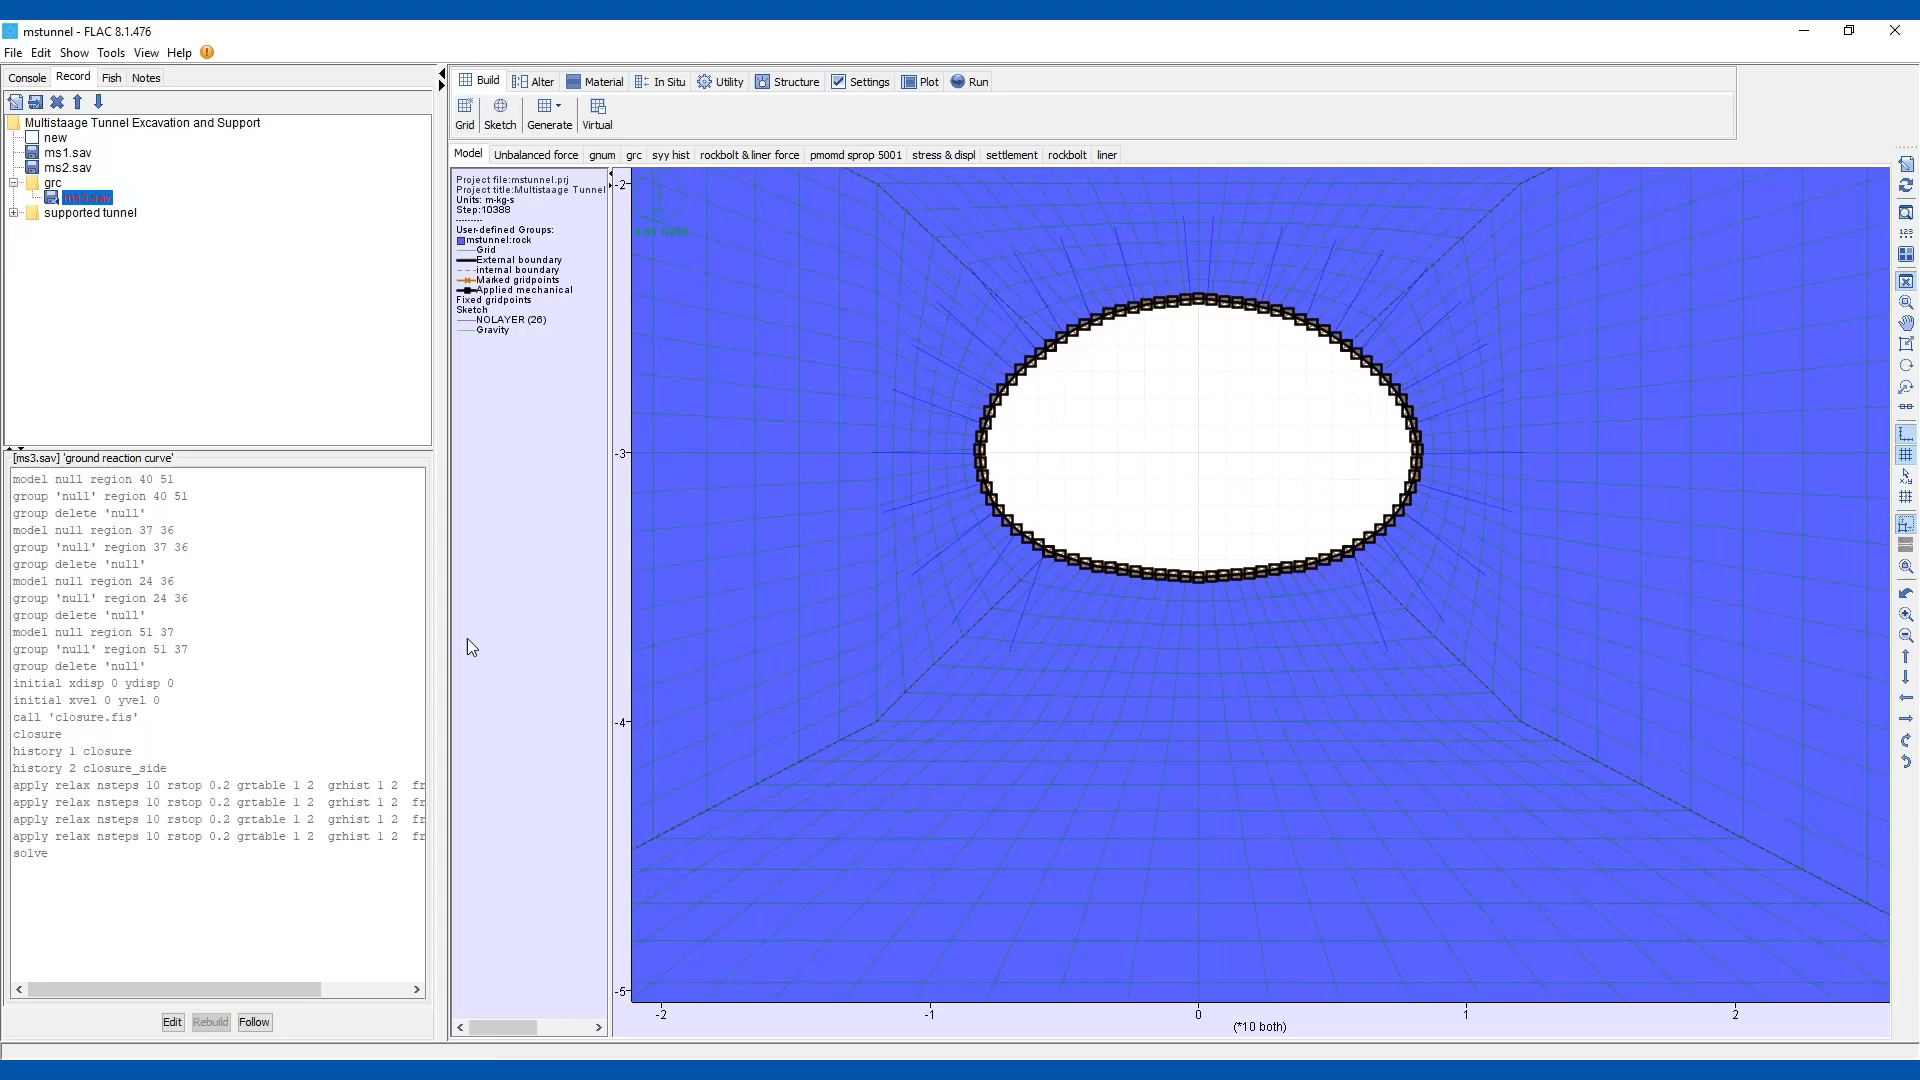 mstunnel - FLAC 8.1.476
File Edit Show Tools View Help
Console Record Fish Notes
Multistaage Tunnel Excavation and Support
new
ms1.sav
ms2.sav
grc
ms3.sav
supported tunnel
[ms3.sav] 'ground reaction curve'
model null region 40 51
group 'null' region 40 51
group delete 'null'
model null region 37 36
group 'null' region 37 36
group delete 'null'
model null region 24 36
group 'null' region 24 36
group delete 'null'
model null region 51 37
group 'null' region 51 37
group delete 'null'
initial xdisp 0 ydisp 0
initial xvel 0 yvel 0
call 'closure.fis'
closure
history 1 closure
history 2 closure_side
apply relax nsteps 10 rstop 0.2 grtable 1 2 grhist 1 2 fr
apply relax nsteps 10 rstop 0.2 grtable 1 2 grhist 1 2 fr
apply relax nsteps 10 rstop 0.2 grtable 1 2 grhist 1 2 fr
apply relax nsteps 10 rstop 0.2 grtable 1 2 grhist 1 2 fr
solve
Edit Rebuild Follow
Build Alter Material In Situ Utility Structure Settings Plot Run
Grid Sketch Generate Virtual
Model Unbalanced force gnum grc syy hist rockbolt & liner force pmomd sprop 5001 stress & displ settlement rockbolt liner
Project file:mstunnel.prj
Project title:Multistaage Tunnel
Units: m-kg-s
Step:10388
User-defined Groups:
mstunnel:rock
Grid
External boundary
internal boundary
Marked gridpoints
Applied mechanical
Fixed gridpoints
Sketch
NOLAYER (26)
Gravity
-2
-3
-4
-5
-2 -1 0 1 2
(*10 both)
123